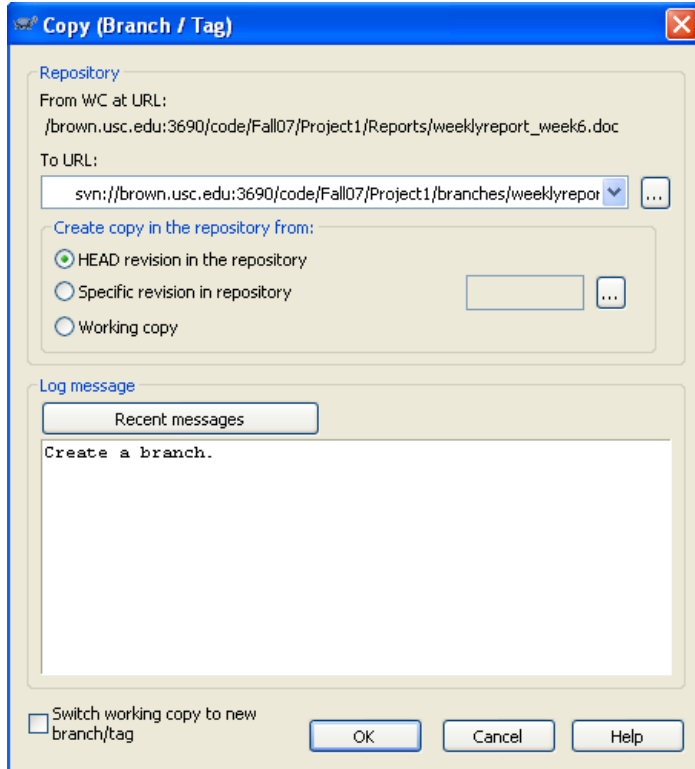 Copy (Branch / Tag)
Repository
From WC at URL:
/brown.usc.edu:3690/code/Fall07/Project1/Reports/weeklyreport_week6.doc
To URL:
svn://brown.usc.edu:3690/code/Fall07/Project1/branches/weeklyrepor
...
Create copy in the repository from:
HEAD revision in the repository
Specific revision in repository
...
Working copy
Log message
Recent messages
Create a branch.
Switch working copy to new
branch/tag
OK Cancel Help